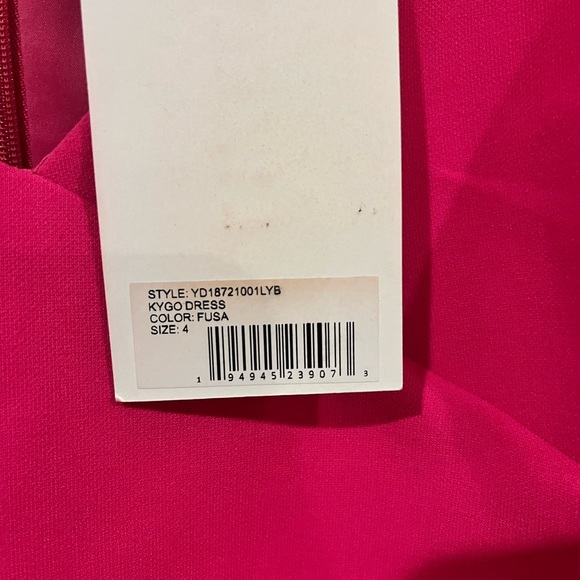 STYLE: YD18721001LYB
KYGO DRESS
COLOR: FUSA
SIZE: 4
1 94945 23907 3